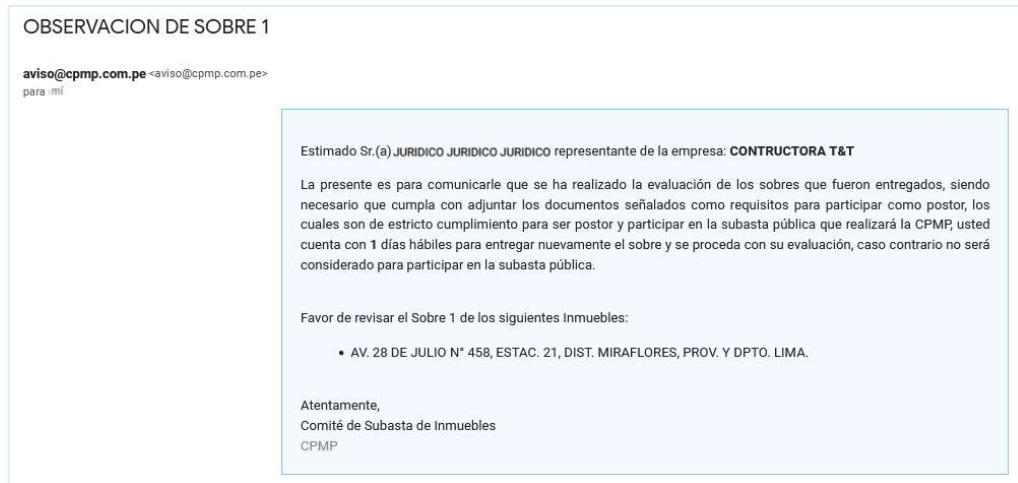 OBSERVACION DE SOBRE 1
aviso@cpmp.com.pe <aviso@cpmp.com.pe>
para mí
Estimado Sr.(a) JURIDICO JURIDICO JURIDICO representante de la empresa: CONTRUCTORA T&T
La presente es para comunicarle que se ha realizado la evaluación de los sobres que fueron entregados, siendo
necesario que cumpla con adjuntar los documentos señalados como requisitos para participar como postor, los
cuales son de estricto cumplimiento para ser postor y participar en la subasta pública que realizará la CPMP, usted
cuenta con 1 días hábiles para entregar nuevamente el sobre y se proceda con su evaluación, caso contrario no será
considerado para participar en la subasta pública.
Favor de revisar el Sobre 1 de los siguientes Inmuebles:
• AV. 28 DE JULIO N° 458, ESTAC. 21, DIST. MIRAFLORES, PROV. Y DPTO. LIMA.
Atentamente,
Comité de Subasta de Inmuebles
CPMP